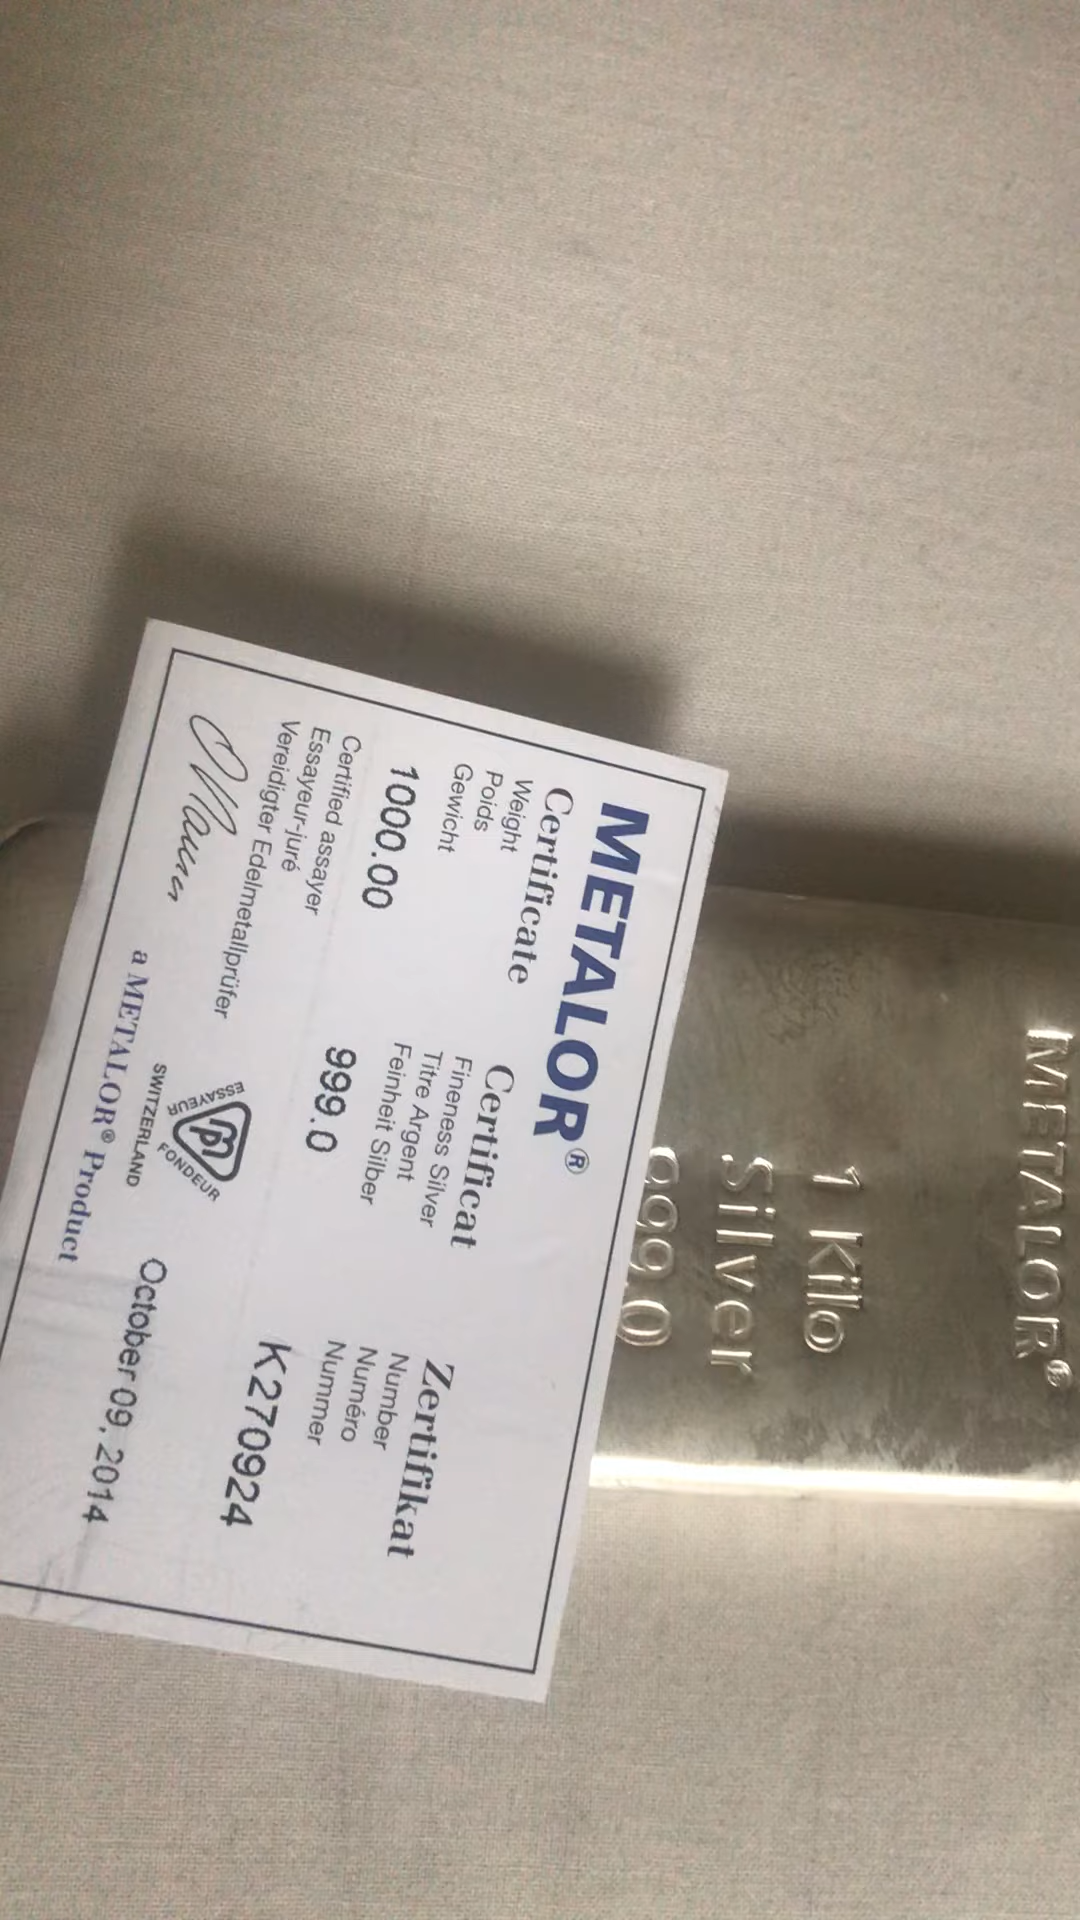 METALOR®
Certificate Certificat Zertifikat
Weight Fineness Silver Number
Poids Titre Argent Numéro
Gewicht Feinheit Silber Nummer
1000.00 999.0 K270924
Certified assayer
Essayeur-juré
Vereidigter Edelmetallprüfer
ESSAYEUR FONDEUR
SWITZERLAND
October 09, 2014
a METALOR® Product
METALOR®
1 Kilo
Silver
999.0